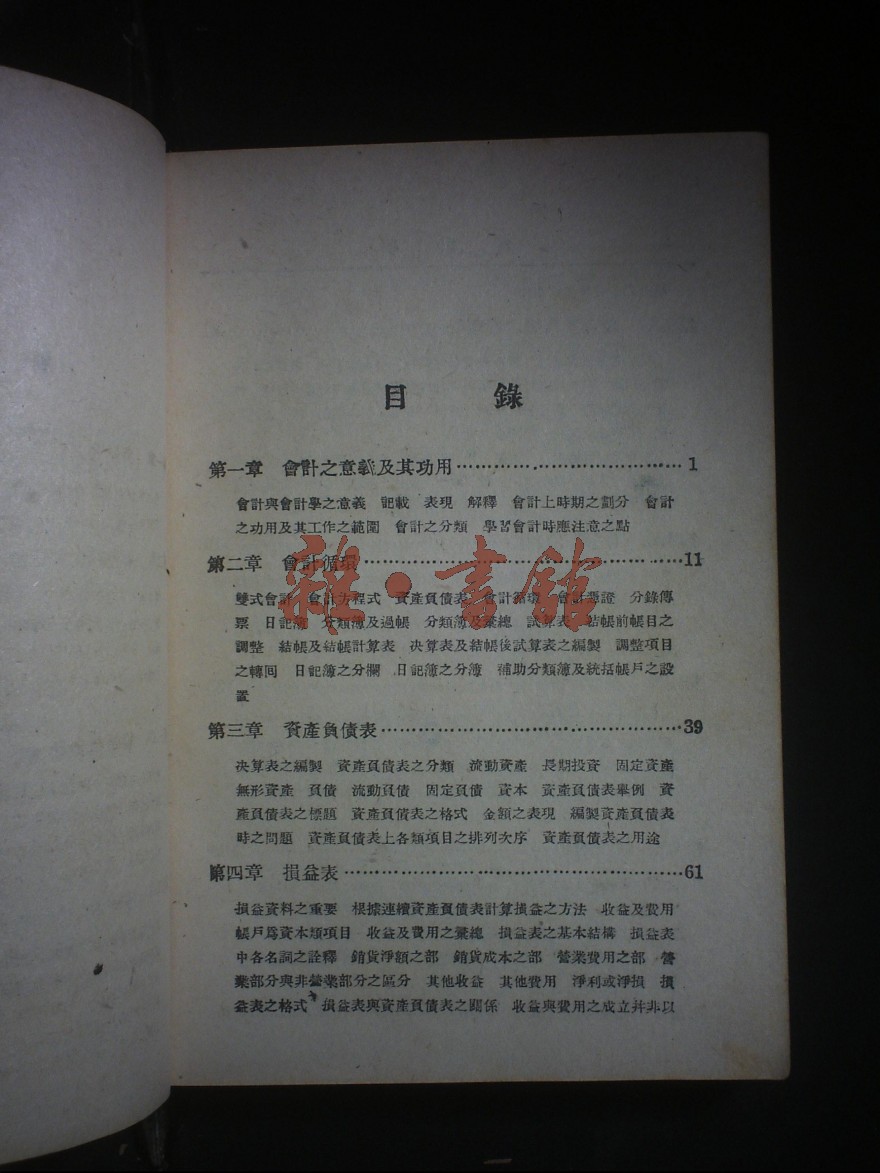 目 錄
第一章 會計之意義及其功用……………………………1
會計與會計學之意義 記載 表現 解釋 會計上時期之劃分 會計
之功用及其工作之範圍 會計之分類 學習會計時應注意之點
第二章 會計循環……………………………11
雙式會計 會計方程式 資產負債表 會計循環 會計憑證 分錄傳
票 日記簿 分類簿及過帳 分類簿及彙總 試算表 結帳前帳目之
調整 結帳及結帳計算表 決算表及結帳後試算表之編製 調整項目
之轉回 日記簿之分欄 日記簿之分簿 補助分類簿及統括帳戶之設
置
第三章 資產負債表……………………………39
決算表之編製 資產負債表之分類 流動資產 長期投資 固定資產
無形資產 負債 流動負債 固定負債 資本 資產負債表舉例 資
產負債表之標題 資產負債表之格式 金額之表現 編製資產負債表
時之問題 資產負債表上各類項目之排列次序 資產負債表之用途
第四章 損益表……………………………61
損益資料之重要 根據連續資產負債表計算損益之方法 收益及費用
帳戶爲資本類項目 收益及費用之彙總 損益表之基本結構 損益表
中各名詞之詮釋 銷貨淨額之部 銷貨成本之部 營業費用之部 營
業部分與非營業部分之區分 其他收益 其他費用 淨利或淨損 損
益表之格式 損益表與資產負債表之關係 收益與費用之成立并非以
雜·書館